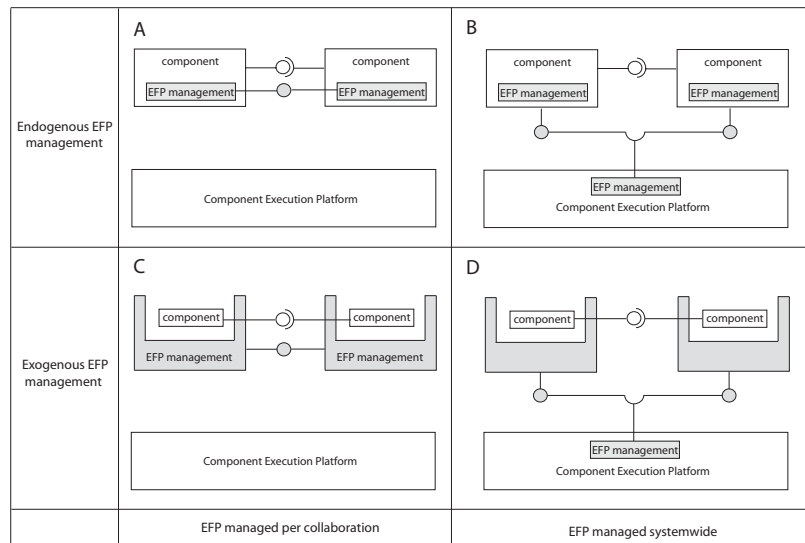 A
component
component
EFP management
EFP management
Component Execution Platform
B
component
component
EFP management
EFP management
EFP management
Component Execution Platform
Endogenous EFP
management
C
component
component
EFP management
EFP management
Component Execution Platform
D
component
component
EFP management
Component Execution Platform
Exogenous EFP
management
EFP managed per collaboration
EFP managed systemwide